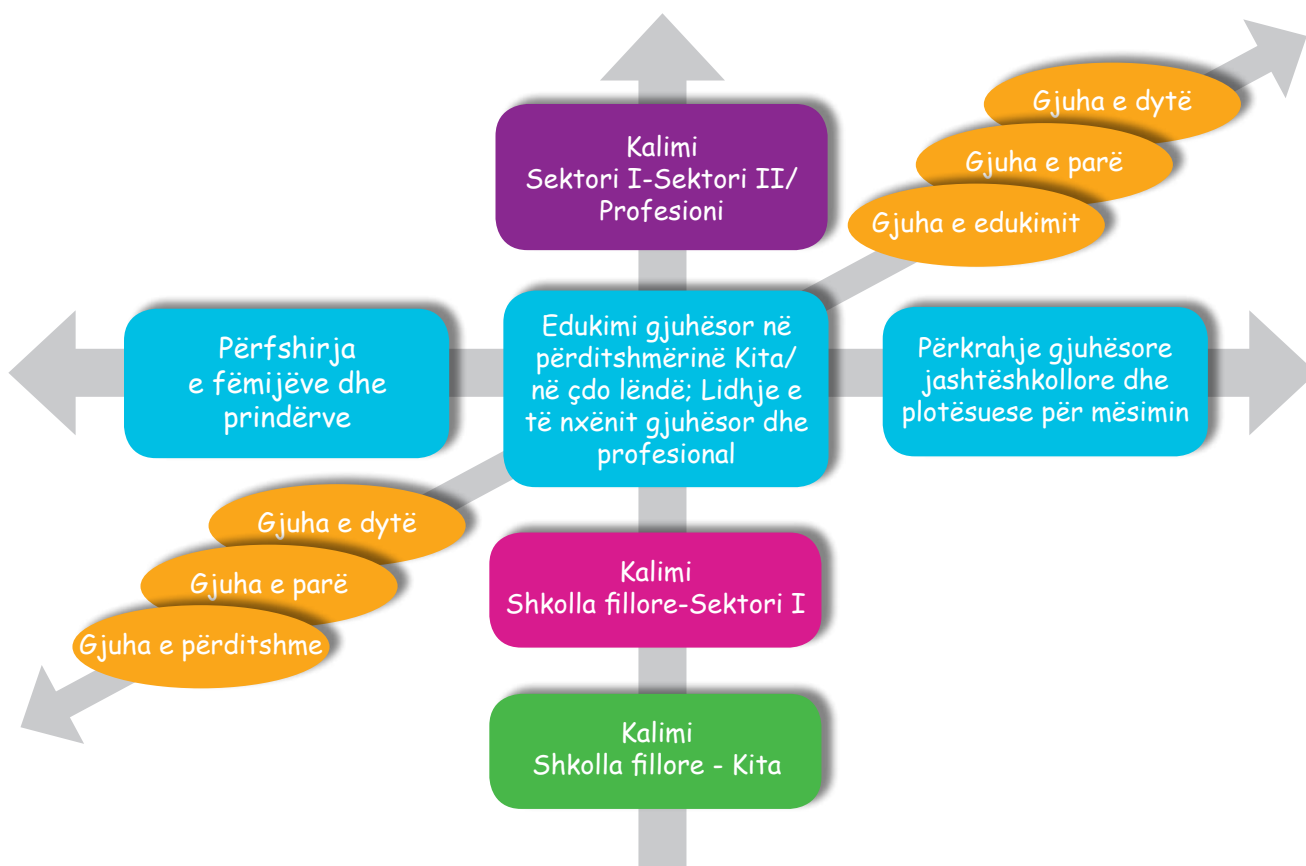 Gjuha e dytë
Gjuha e parë
Gjuha e edukimit
Kalimi
Sektori I-Sektori II/
Profesioni
Përfshirja
e fëmijëve dhe
prindërve
Edukimi gjuhësor në
përditshmërinë Kita/
në çdo lëndë; Lidhje e
të nxënit gjuhësor dhe
profesional
Përkrahje gjuhësore
jashtëshkollore dhe
plotësuese për mësimin
Gjuha e dytë
Gjuha e parë
Gjuha e përditshme
Kalimi
Shkolla fillore-Sektori I
Kalimi
Shkolla fillore - Kita